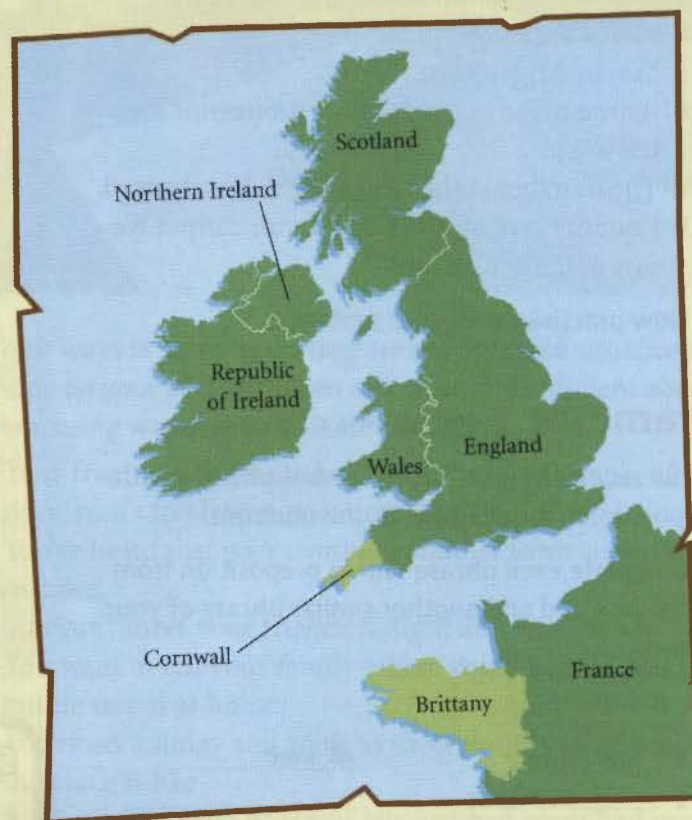 Scotland
Northern Ireland
Republic
of Ireland
England
Wales
Cornwall
France
Brittany